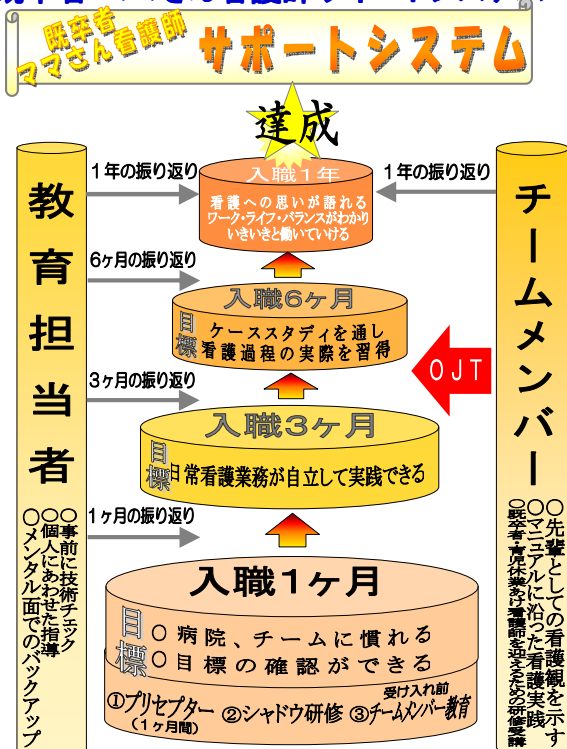 既卒者
ママさん看護師
サポートシステム
達成
教育担当者
○事前に技術チェック
○個人にあわせた指導
○メンタル面でのバックアップ
1年の振り返り
6ヶ月の振り返り
3ヶ月の振り返り
1ヶ月の振り返り
入職1年
看護への思いが語れる
ワーク・ライフ・バランスがわかり
いきいきと働いていける
入職6ヶ月
目標
ケーススタディを通し
看護過程の実際を習得
入職3ヶ月
目標
日常看護業務が自立して実践できる
入職1ヶ月
目標
○病院、チームに慣れる
○目標の確認ができる
①プリセプター
(1ヶ月間)
②シャドウ研修
受け入れ前
③チームメンバー教育
1年の振り返り
OJT
チームメンバー
○先輩としての看護観を示す
○マニュアルに沿った看護実践
○既卒者・育児休業あけ看護師を迎えるための研修受講